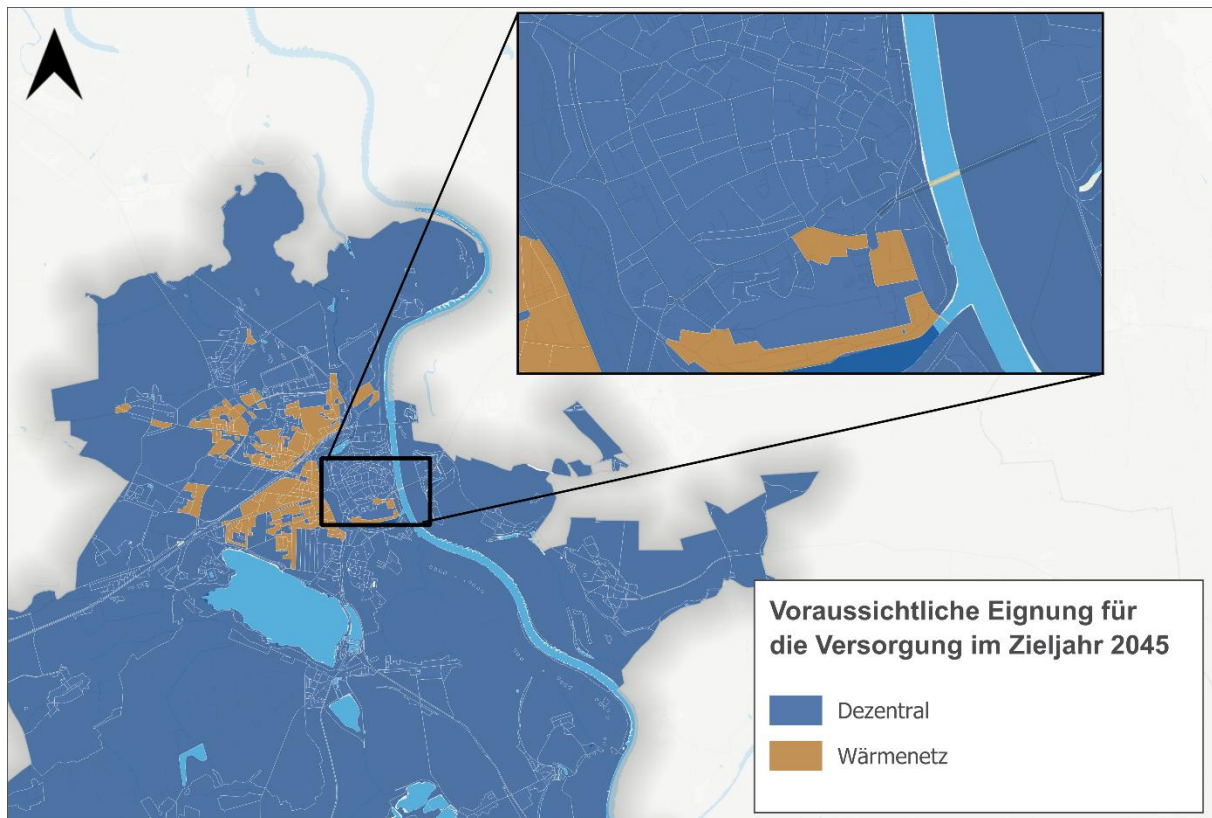 Voraussichtliche Eignung für
die Versorgung im Zieljahr 2045
Dezentral
Wärmenetz